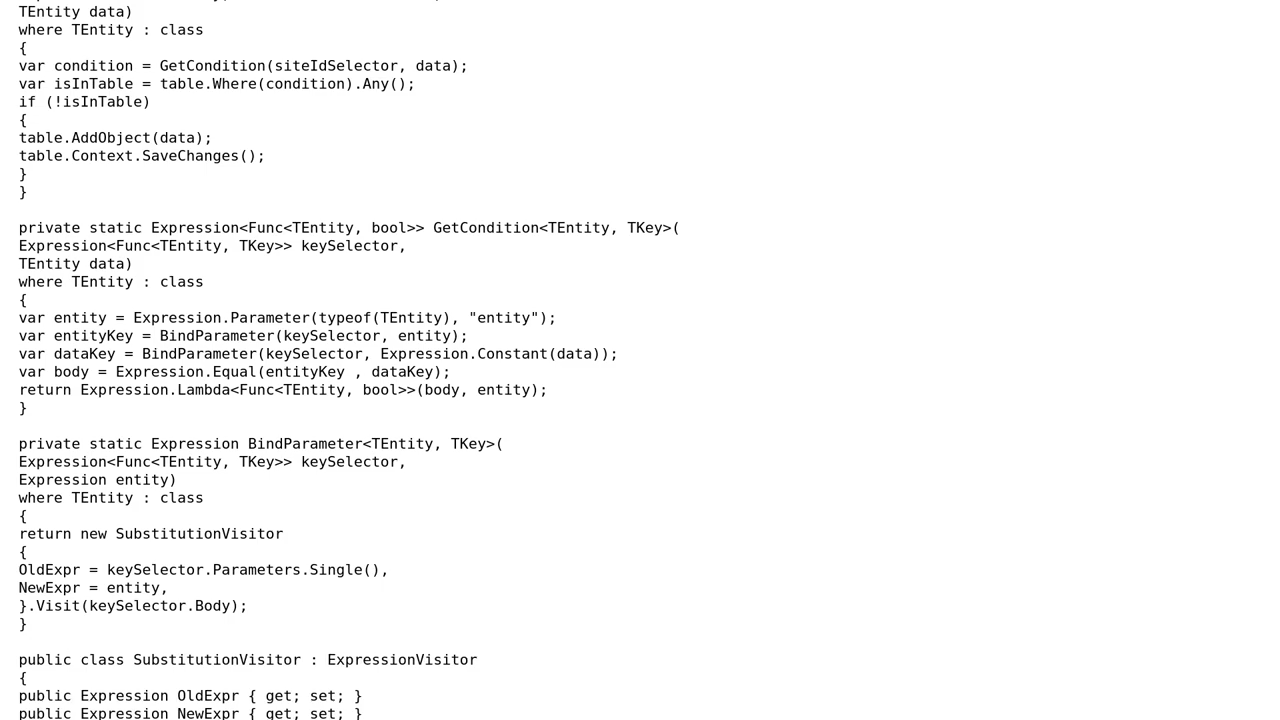 TEntity data)
where TEntity : class
{
var condition = GetCondition(siteIdSelector, data);
var isInTable = table.Where(condition).Any();
if (!isInTable)
{
table.AddObject(data);
table.Context.SaveChanges();
}
}

private static Expression<Func<TEntity, bool>> GetCondition<TEntity, TKey>(
Expression<Func<TEntity, TKey>> keySelector,
TEntity data)
where TEntity : class
{
var entity = Expression.Parameter(typeof(TEntity), "entity");
var entityKey = BindParameter(keySelector, entity);
var dataKey = BindParameter(keySelector, Expression.Constant(data));
var body = Expression.Equal(entityKey , dataKey);
return Expression.Lambda<Func<TEntity, bool>>(body, entity);
}

private static Expression BindParameter<TEntity, TKey>(
Expression<Func<TEntity, TKey>> keySelector,
Expression entity)
where TEntity : class
{
return new SubstitutionVisitor
{
OldExpr = keySelector.Parameters.Single(),
NewExpr = entity,
}.Visit(keySelector.Body);
}

public class SubstitutionVisitor : ExpressionVisitor
{
public Expression OldExpr { get; set; }
public Expression NewExpr { get; set; }